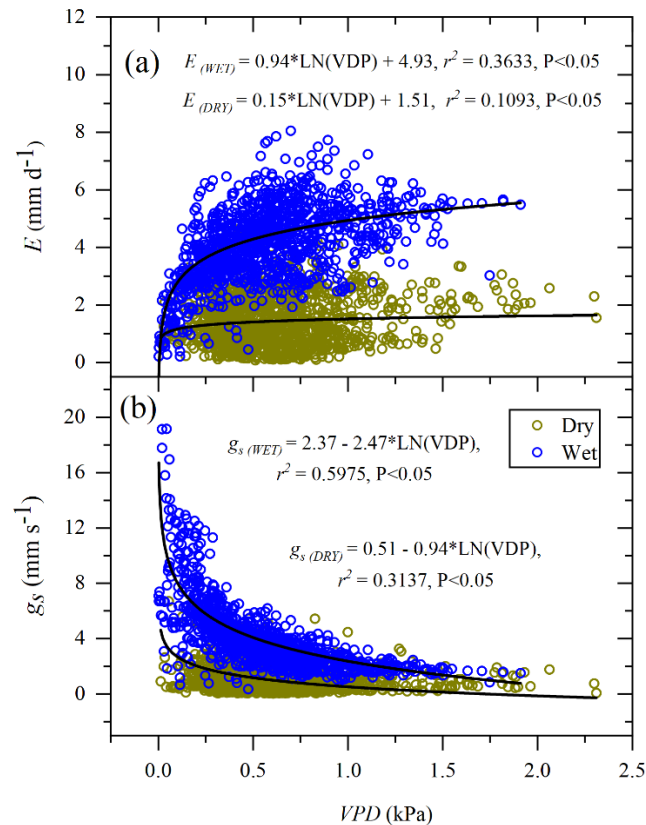 12
(a)
E (WET) = 0.94*LN(VDP) + 4.93, r² = 0.3633, P<0.05
E (DRY) = 0.15*LN(VDP) + 1.51, r² = 0.1093, P<0.05
10
8
6
4
2
0
E (mm d⁻¹)
(b)
Dry
Wet
g_s (WET) = 2.37 - 2.47*LN(VDP),
r² = 0.5975, P<0.05
g_s (DRY) = 0.51 - 0.94*LN(VDP),
r² = 0.3137, P<0.05
20
16
12
8
4
0
g_s (mm s⁻¹)
0.0 0.5 1.0 1.5 2.0 2.5
VPD (kPa)